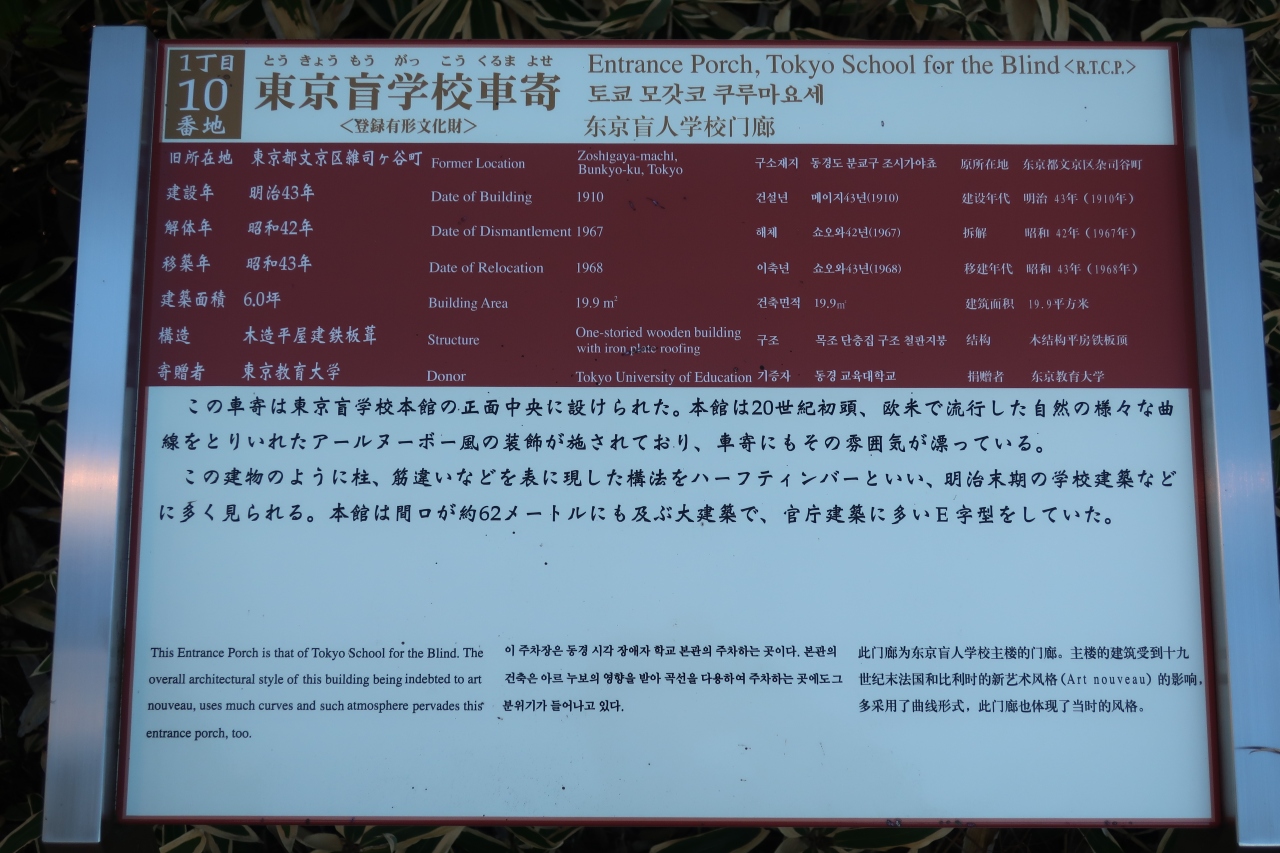 1丁目
10
番地
とう きょう もう がっ こう くるま よせ
東京盲学校車寄
＜登録有形文化財＞
Entrance Porch, Tokyo School for the Blind <R.T.C.P.>
토쿄 모갓코 쿠루마요세
东京盲人学校门廊
旧所在地 東京都文京区雑司ヶ谷町 Former Location Zoshigaya-machi, Bunkyo-ku, Tokyo 구소재지 동경도 분교구 조시가야쵸 原所在地 东京都文京区杂司谷町
建設年 明治43年 Date of Building 1910 건설년 메이지43년(1910) 建设年代 明治 43年（1910年）
解体年 昭和42年 Date of Dismantlement 1967 해체 쇼오와42년(1967) 拆解 昭和 42年（1967年）
移築年 昭和43年 Date of Relocation 1968 이축년 쇼오와43년(1968) 移建年代 昭和 43年（1968年）
建築面積 6.0坪 Building Area 19.9 m² 건축면적 19.9㎡ 建筑面积 19.9平方米
構造 木造平屋建鉄板葺 Structure One-storied wooden building with iron plate roofing 구조 목조 단층집 구조 철판지붕 结构 木结构平房铁板顶
寄贈者 東京教育大学 Donor Tokyo University of Education 기증자 동경 교육대학교 捐赠者 东京教育大学
この車寄は東京盲学校本館の正面中央に設けられた。本館は20世紀初頭、欧米で流行した自然の様々な曲
線をとりいれたアールヌーボー風の装飾が施されており、車寄にもその雰囲気が漂っている。
この建物のように柱、筋違いなどを表に現した構法をハーフティンバーといい、明治末期の学校建築など
に多く見られる。本館は間口が約62メートルにも及ぶ大建築で、官庁建築に多いE字型をしていた。
This Entrance Porch is that of Tokyo School for the Blind. The
overall architectural style of this building being indebted to art
nouveau, uses much curves and such atmosphere pervades this
entrance porch, too.
이 주차장은 동경 시각 장애자 학교 본관의 주차하는 곳이다. 본관의
건축은 아르 누보의 영향을 받아 곡선을 다용하여 주차하는 곳에도그
분위기가 들어나고 있다.
此门廊为东京盲人学校主楼的门廊。主楼的建筑受到十九
世纪末法国和比利时的新艺术风格（Art nouveau）的影响，
多采用了曲线形式，此门廊也体现了当时的风格。